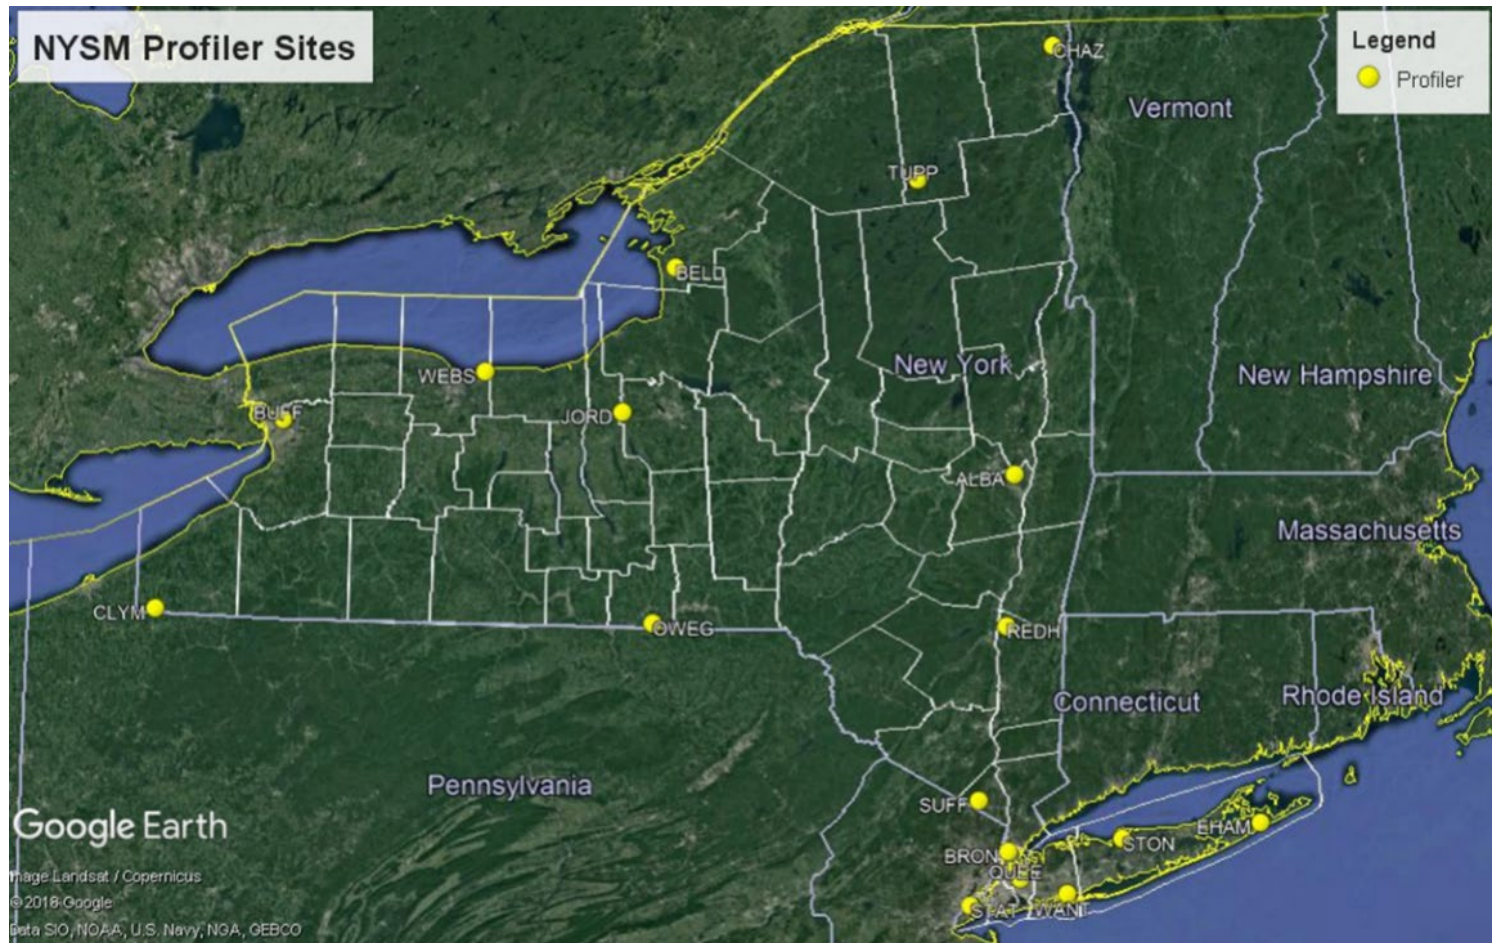 NYSM Profiler Sites
Legend
Profiler
CHAZ
Vermont
TUPP
BELL
New York
WEBS
New Hampshire
BUFF
JORD
ALBA
Massachusetts
CLYM
OWEG
REDH
Connecticut
Rhode Island
Pennsylvania
SUFF
Google Earth
EHAM
STON
BRON
QUEE
STAT
WANT
mage Landsat / Copernicus
© 2018 Google
Data SIO, NOAA, U.S. Navy, NGA, GEBCO